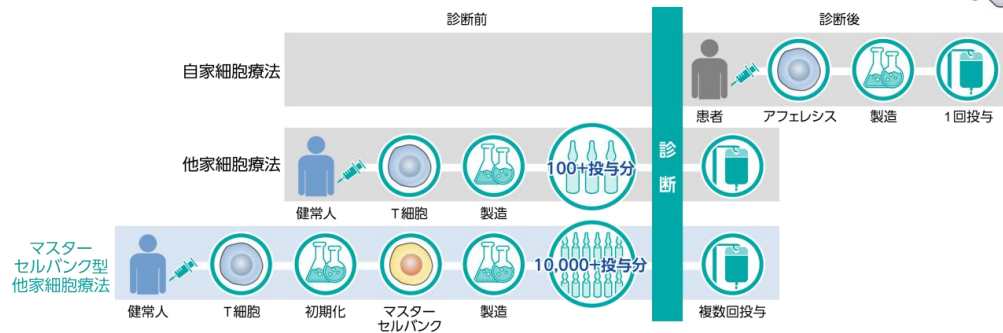 診断前
診断後
自家細胞療法
患者
アフェレシス
製造
1回投与
他家細胞療法
健常人
T細胞
製造
100+投与分
診断
マスター
セルバンク型
他家細胞療法
健常人
T細胞
初期化
マスター
セルバンク
製造
10,000+投与分
複数回投与